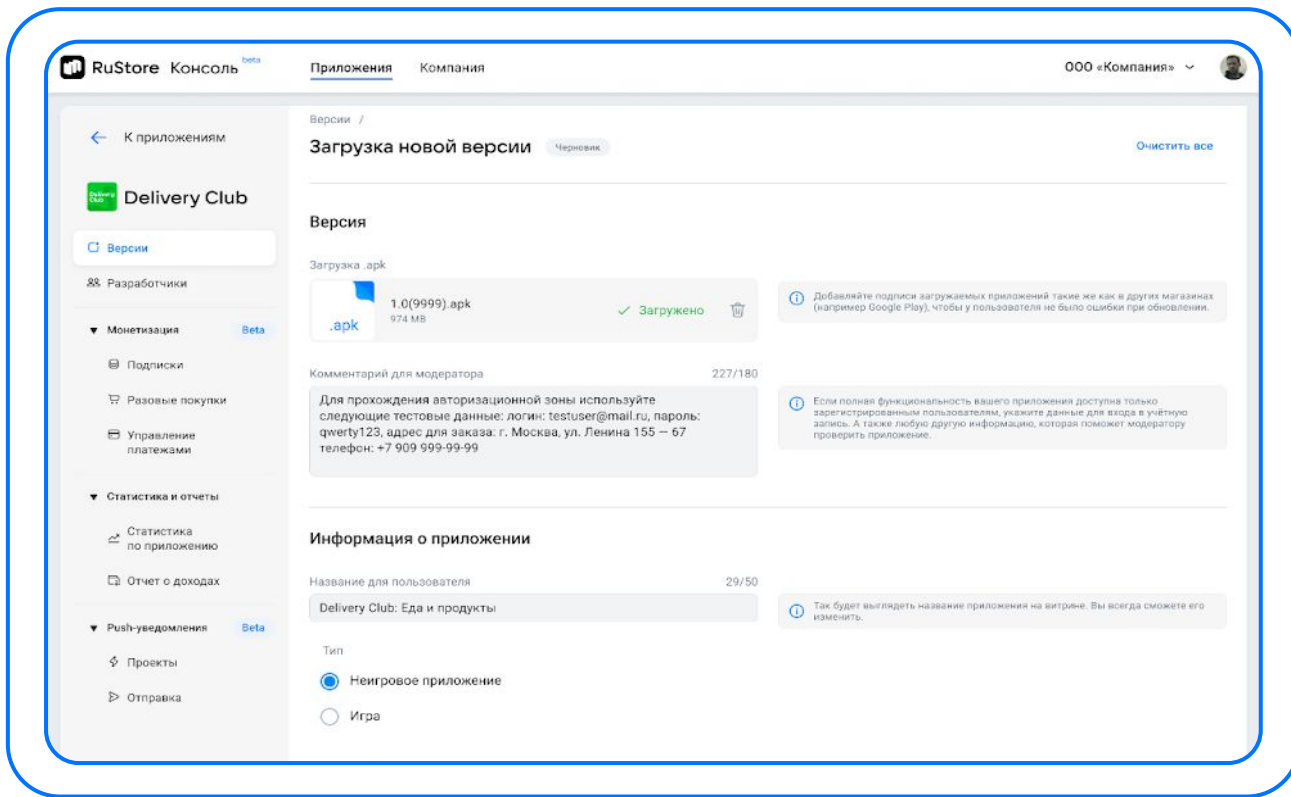 RuStore Консоль beta
Приложения Компания
ООО «Компания»
К приложениям
Delivery Club
Delivery Club
Версии
Разработчики
Монетизация Beta
Подписки
Разовые покупки
Управление
платежами
Статистика и отчеты
Статистика
по приложению
Отчет о доходах
Push-уведомления Beta
Проекты
Отправка
Версии /
Загрузка новой версии Черновик
Очистить все
Версия
Загрузка .apk
.apk
1.0(9999).apk
974 MB
Загружено
Добавляйте подписи загружаемых приложений такие же как в других магазинах
(например Google Play), чтобы у пользователя не было ошибки при обновлении.
Комментарий для модератора 227/180
Для прохождения авторизационной зоны используйте
следующие тестовые данные: логин: testuser@mail.ru, пароль:
qwerty123, адрес для заказа: г. Москва, ул. Ленина 155 — 67
телефон: +7 909 999-99-99
Если полная функциональность вашего приложения доступна только
зарегистрированным пользователям, укажите данные для входа в учётную
запись. А также любую другую информацию, которая поможет модератору
проверить приложение.
Информация о приложении
Название для пользователя 29/50
Delivery Club: Еда и продукты
Так будет выглядеть название приложения на витрине. Вы всегда сможете его
изменить.
Тип
Неигровое приложение
Игра